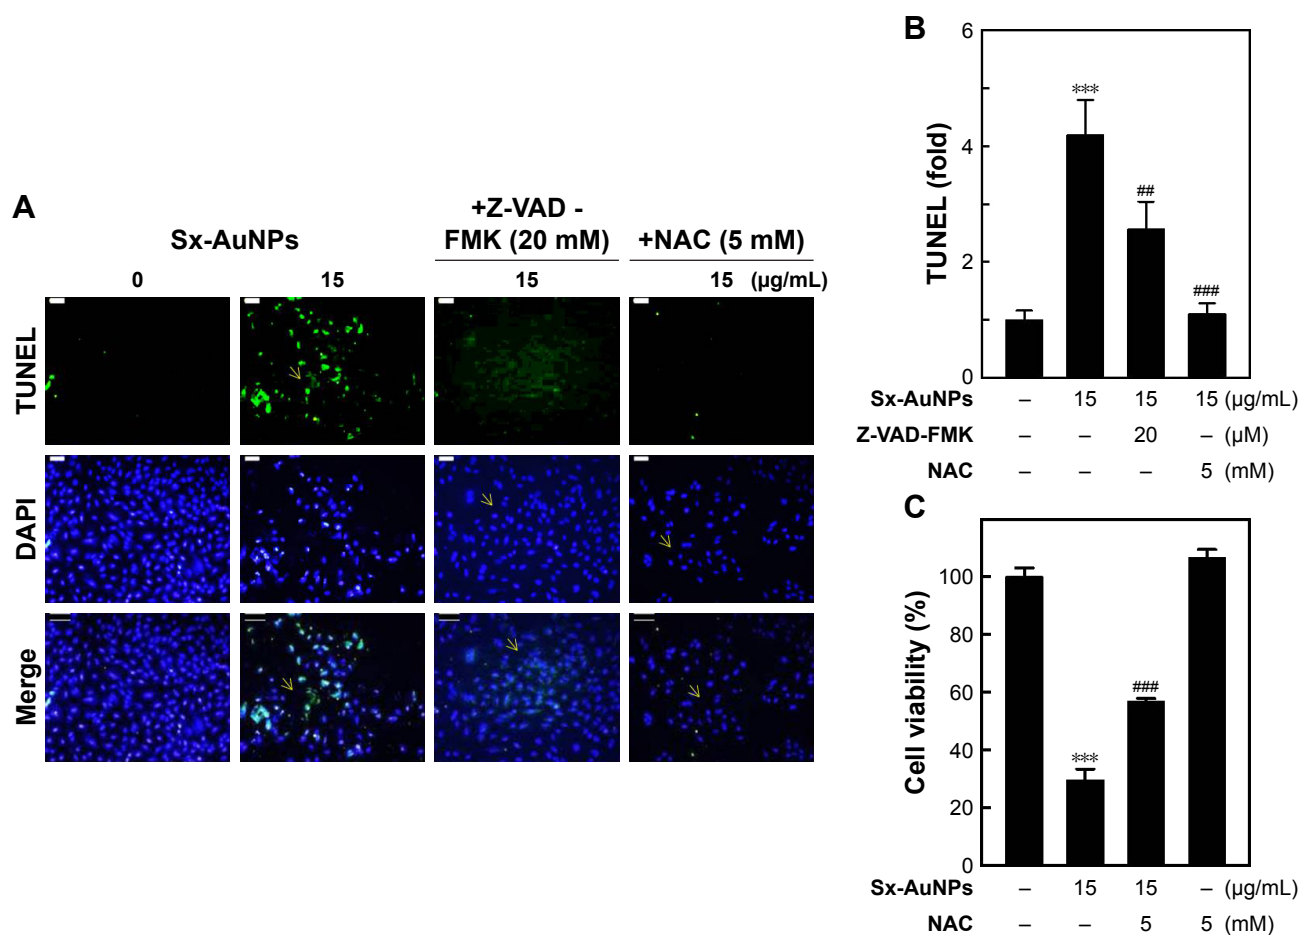 A
Sx-AuNPs
+Z-VAD -
FMK (20 mM)
+NAC (5 mM)
0 15 15 15 (µg/mL)
TUNEL
DAPI
Merge
B
TUNEL (fold)
6
4
2
0
***
##
###
Sx-AuNPs – 15 15 15 (µg/mL)
Z-VAD-FMK – – 20 – (µM)
NAC – – – 5 (mM)
C
Cell viability (%)
100
80
60
40
20
0
***
###
Sx-AuNPs – 15 15 – (µg/mL)
NAC – – 5 5 (mM)